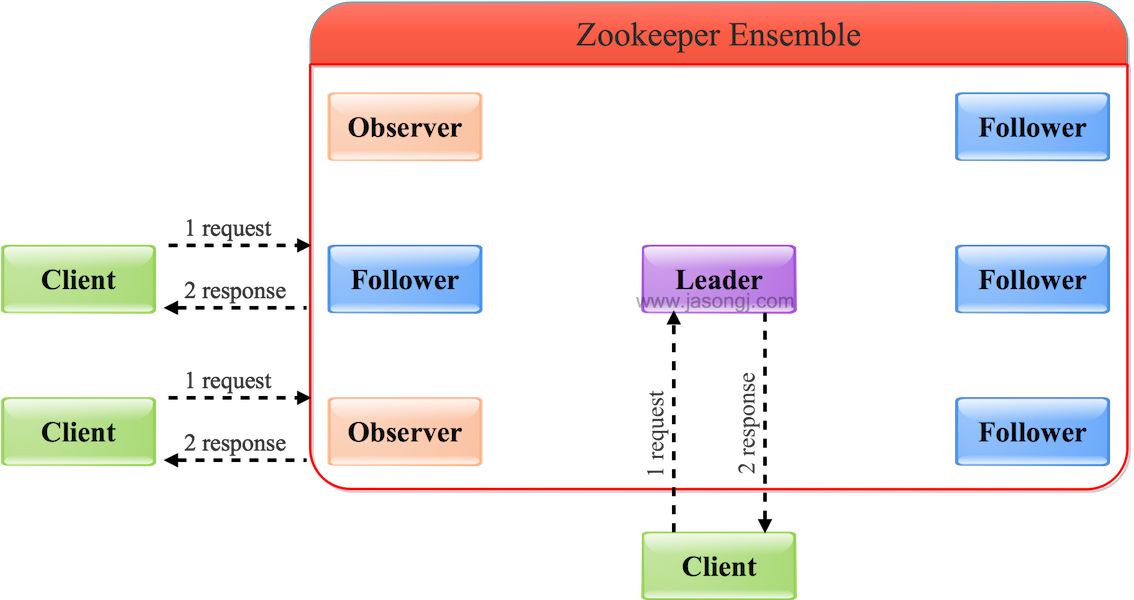 Zookeeper Ensemble
Observer
Follower
1 request
Client
2 response
Follower
Leader
www.jasongj.com
Follower
1 request
Client
2 response
Observer
1 request
2 response
Follower
Client